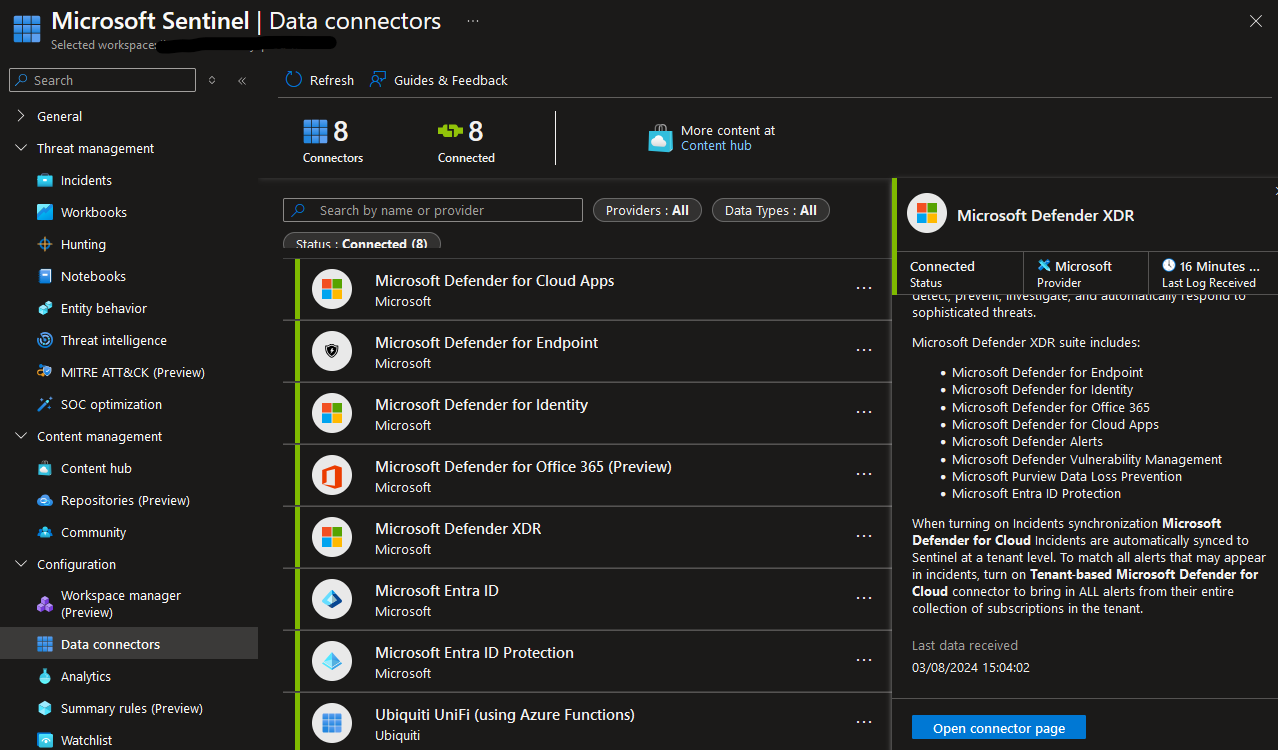 Microsoft Sentinel | Data connectors ...
Selected workspace:
Search
General
Threat management
Incidents
Workbooks
Hunting
Notebooks
Entity behavior
Threat intelligence
MITRE ATT&CK (Preview)
SOC optimization
Content management
Content hub
Repositories (Preview)
Community
Configuration
Workspace manager
(Preview)
Data connectors
Analytics
Summary rules (Preview)
Watchlist
Refresh Guides & Feedback
8
Connectors
8
Connected
More content at
Content hub
Search by name or provider
Providers : All
Data Types : All
Status : Connected (8)
Microsoft Defender for Cloud Apps
Microsoft
Microsoft Defender for Endpoint
Microsoft
Microsoft Defender for Identity
Microsoft
Microsoft Defender for Office 365 (Preview)
Microsoft
Microsoft Defender XDR
Microsoft
Microsoft Entra ID
Microsoft
Microsoft Entra ID Protection
Microsoft
Ubiquiti UniFi (using Azure Functions)
Ubiquiti
Microsoft Defender XDR
Connected
Status
Microsoft
Provider
16 Minutes ...
Last Log Received
detect, prevent, investigate, and automatically respond to
sophisticated threats.
Microsoft Defender XDR suite includes:
• Microsoft Defender for Endpoint
• Microsoft Defender for Identity
• Microsoft Defender for Office 365
• Microsoft Defender for Cloud Apps
• Microsoft Defender Alerts
• Microsoft Defender Vulnerability Management
• Microsoft Purview Data Loss Prevention
• Microsoft Entra ID Protection
When turning on Incidents synchronization Microsoft
Defender for Cloud Incidents are automatically synced to
Sentinel at a tenant level. To match all alerts that may appear
in incidents, turn on Tenant-based Microsoft Defender for
Cloud connector to bring in ALL alerts from their entire
collection of subscriptions in the tenant.
Last data received
03/08/2024 15:04:02
Open connector page